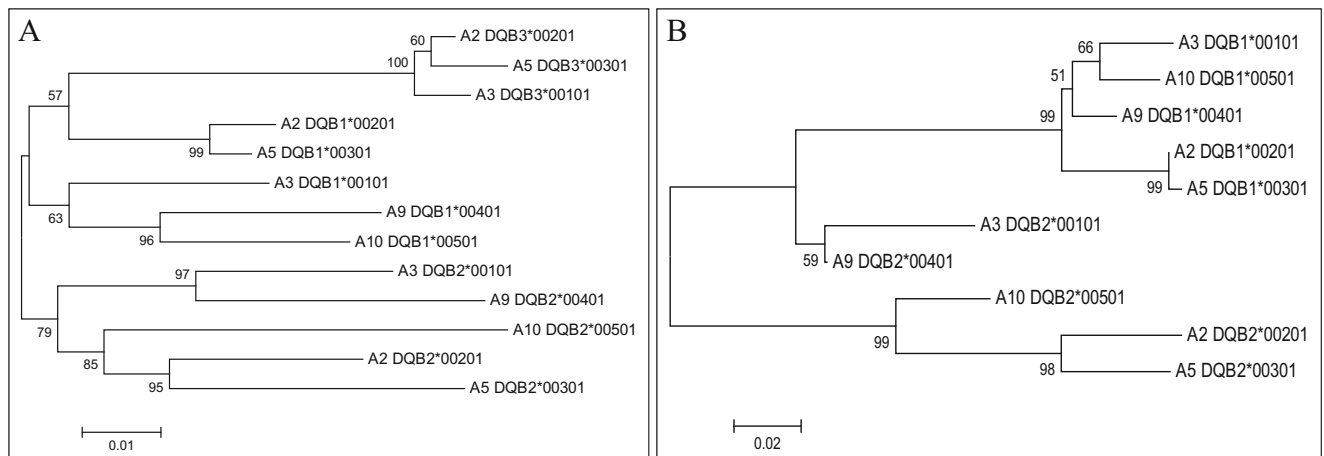 A
60
A2 DQB3*00201
A5 DQB3*00301
100
A3 DQB3*00101
57
A2 DQB1*00201
99
A5 DQB1*00301
A3 DQB1*00101
63
A9 DQB1*00401
96
A10 DQB1*00501
97
A3 DQB2*00101
A9 DQB2*00401
79
A10 DQB2*00501
85
A2 DQB2*00201
95
A5 DQB2*00301
0.01
B
66
A3 DQB1*00101
51
A10 DQB1*00501
99
A9 DQB1*00401
A2 DQB1*00201
99
A5 DQB1*00301
A3 DQB2*00101
59
A9 DQB2*00401
A10 DQB2*00501
99
A2 DQB2*00201
98
A5 DQB2*00301
0.02